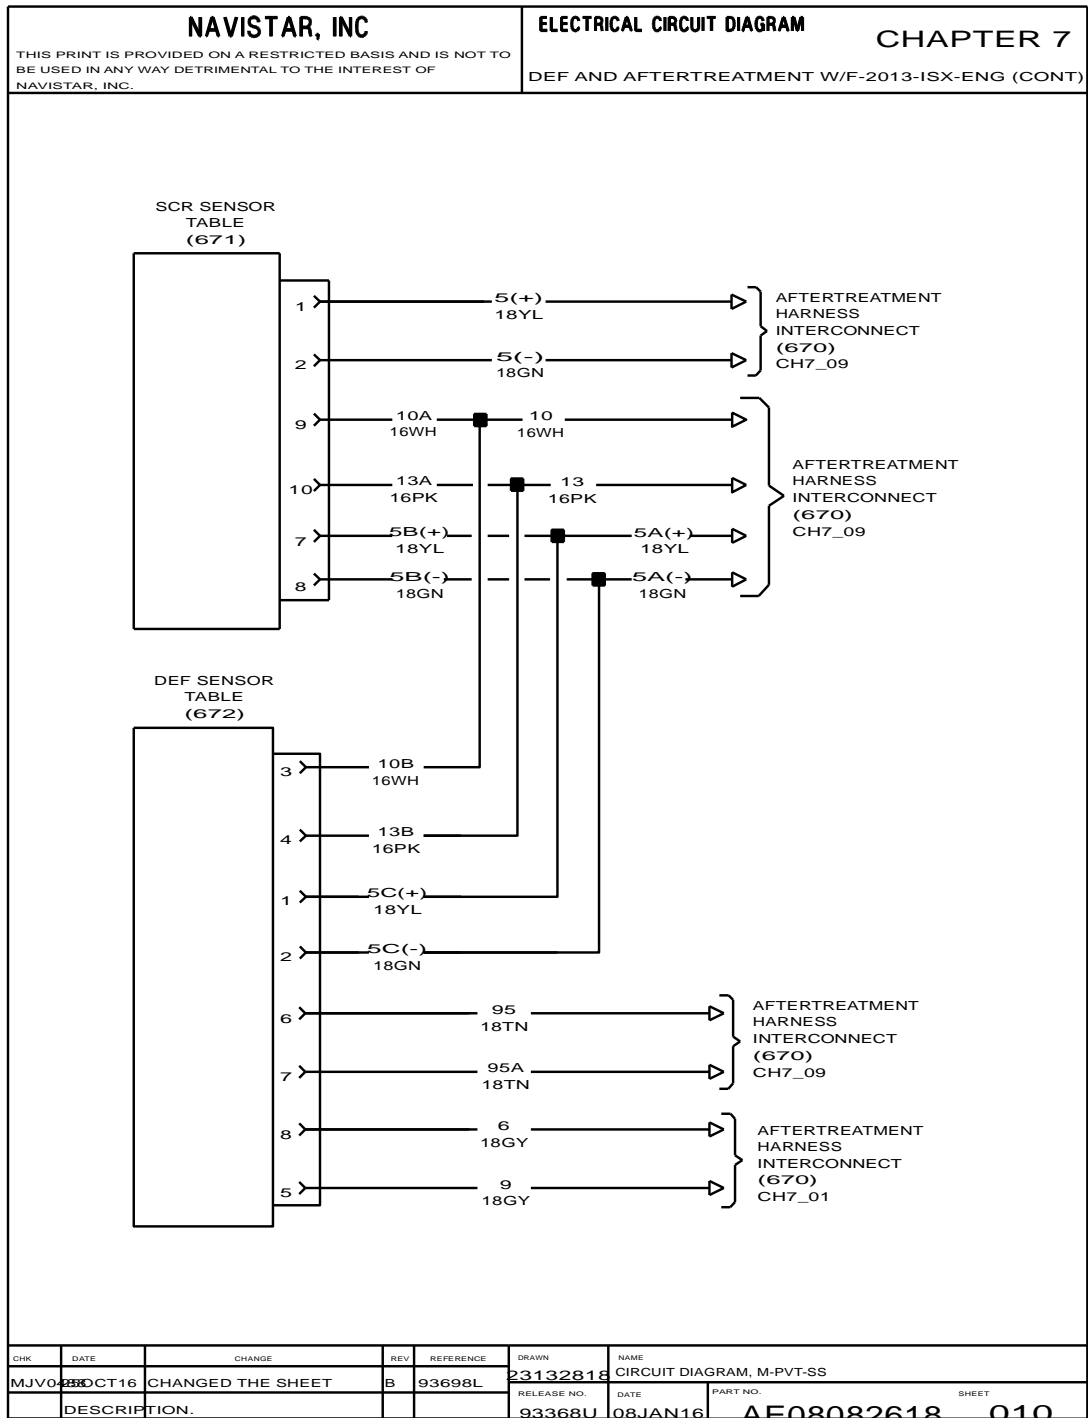 NAVISTAR, INC
THIS PRINT IS PROVIDED ON A RESTRICTED BASIS AND IS NOT TO
BE USED IN ANY WAY DETRIMENTAL TO THE INTEREST OF
NAVISTAR, INC.
ELECTRICAL CIRCUIT DIAGRAM
CHAPTER 7
DEF AND AFTERTREATMENT W/F-2013-ISX-ENG (CONT)
SCR SENSOR
TABLE
(671)
1
5(+)
18YL
2
5(-)
18GN
AFTERTREATMENT
HARNESS
INTERCONNECT
(670)
CH7_09
9
10A
16WH
10
16WH
10
13A
16PK
13
16PK
7
5B(+)
18YL
5A(+)
18YL
8
5B(-)
18GN
5A(-)
18GN
AFTERTREATMENT
HARNESS
INTERCONNECT
(670)
CH7_09
DEF SENSOR
TABLE
(672)
3
10B
16WH
4
13B
16PK
1
5C(+)
18YL
2
5C(-)
18GN
6
95
18TN
7
95A
18TN
AFTERTREATMENT
HARNESS
INTERCONNECT
(670)
CH7_09
8
6
18GY
5
9
18GY
AFTERTREATMENT
HARNESS
INTERCONNECT
(670)
CH7_01
CHK DATE CHANGE REV REFERENCE
OCT16 CHANGED THE SHEET B 93698L
DESCRIPTION.
DRAWN
23132818
NAME
CIRCUIT DIAGRAM, M-PVT-SS
RELEASE NO.
93368U
DATE
08JAN16
PART NO.
AE08082618
SHEET
010